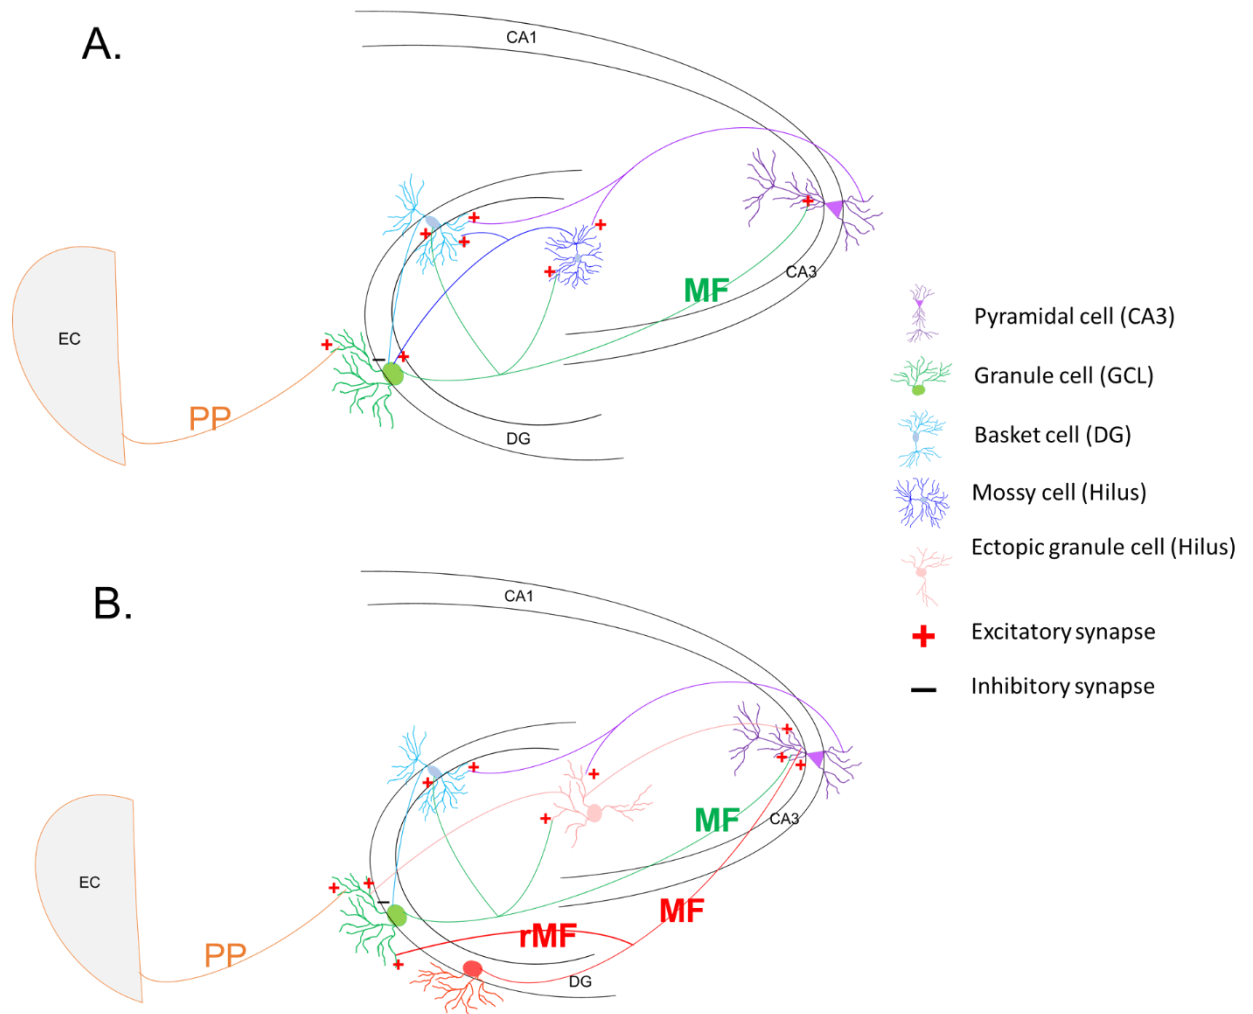 A.
CA1
EC
PP
MF
CA3
DG
Pyramidal cell (CA3)
Granule cell (GCL)
Basket cell (DG)
Mossy cell (Hilus)
Ectopic granule cell (Hilus)
+ Excitatory synapse
− Inhibitory synapse
B.
CA1
EC
PP
MF
CA3
MF
rMF
DG